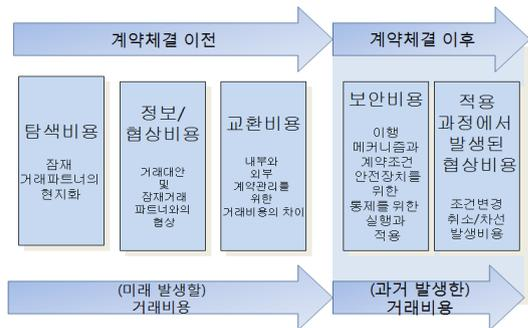 계약체결 이전
계약체결 이후
탐색비용
잠재
거래파트너의
현지화
정보/
협상비용
거래대안
및
잠재거래
파트너와의
협상
교환비용
내부와
외부
계약관리를
위한
거래비용의 차이
보안비용
이행
메커니즘과
계약조건
안전장치를
위한
통제를 위한
실행과
적용
적용
과정에서
발생된
협상비용
조건변경
취소/차선
발생비용
(미래 발생할)
거래비용
(과거 발생한)
거래비용